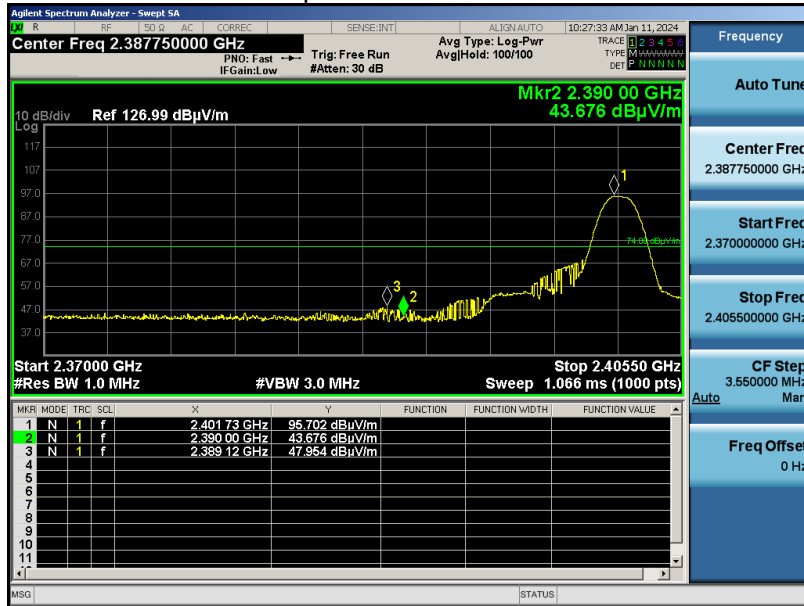 Agilent Spectrum Analyzer - Swept SA
LXI R RF 50 Ω AC CORREC SENSE:INT ALIGN AUTO 10:27:33 AM Jan 11, 2024
Center Freq 2.387750000 GHz
PNO: Fast
IFGain:Low
Trig: Free Run
#Atten: 30 dB
Avg Type: Log-Pwr
Avg|Hold: 100/100
TRACE 1 2 3 4 5 6
TYPE M
DET P N N N N N
Mkr2 2.390 00 GHz
43.676 dBµV/m
10 dB/div Ref 126.99 dBµV/m
Log
117
107
97.0
87.0
77.0
67.0
57.0
47.0
37.0
1
74.00 dBµV/m
3
2
Start 2.37000 GHz Stop 2.40550 GHz
#Res BW 1.0 MHz #VBW 3.0 MHz Sweep 1.066 ms (1000 pts)
MKR MODE TRC SCL X Y FUNCTION FUNCTION WIDTH FUNCTION VALUE
1 N 1 f 2.401 73 GHz 95.702 dBµV/m
2 N 1 f 2.390 00 GHz 43.676 dBµV/m
3 N 1 f 2.389 12 GHz 47.954 dBµV/m
4
5
6
7
8
9
10
11
MSG STATUS
Frequency
Auto Tune
Center Freq
2.387750000 GHz
Start Freq
2.370000000 GHz
Stop Freq
2.405500000 GHz
CF Step
3.550000 MHz
Auto Man
Freq Offset
0 Hz